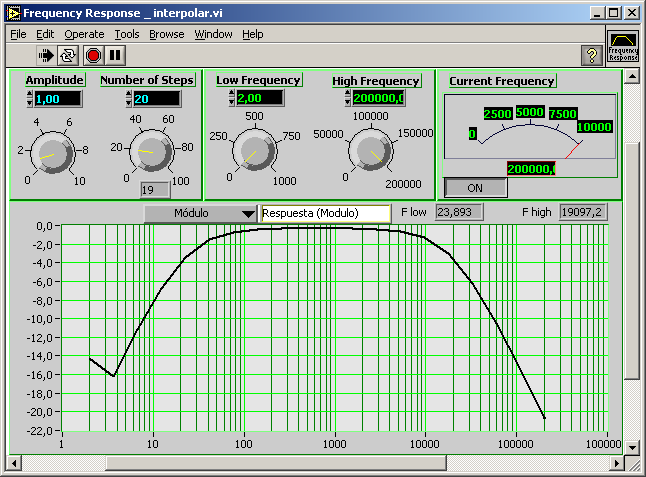 Frequency Response _ interpolar.vi
File Edit Operate Tools Browse Window Help
Frequency
Response
Amplitude
1,00
0 2 4 6 8 10
Number of Steps
20
0 20 40 60 80 100
19
Low Frequency
2,00
0 250 500 750 1000
High Frequency
200000,0
0 50000 100000 150000 200000
Current Frequency
0 2500 5000 7500 10000
200000,0
ON
Módulo
Respuesta (Modulo)
F low 23,893
F high 19097,2
0,0
-2,0
-4,0
-6,0
-8,0
-10,0
-12,0
-14,0
-16,0
-18,0
-20,0
-22,0
1 10 100 1000 10000 100000 100000